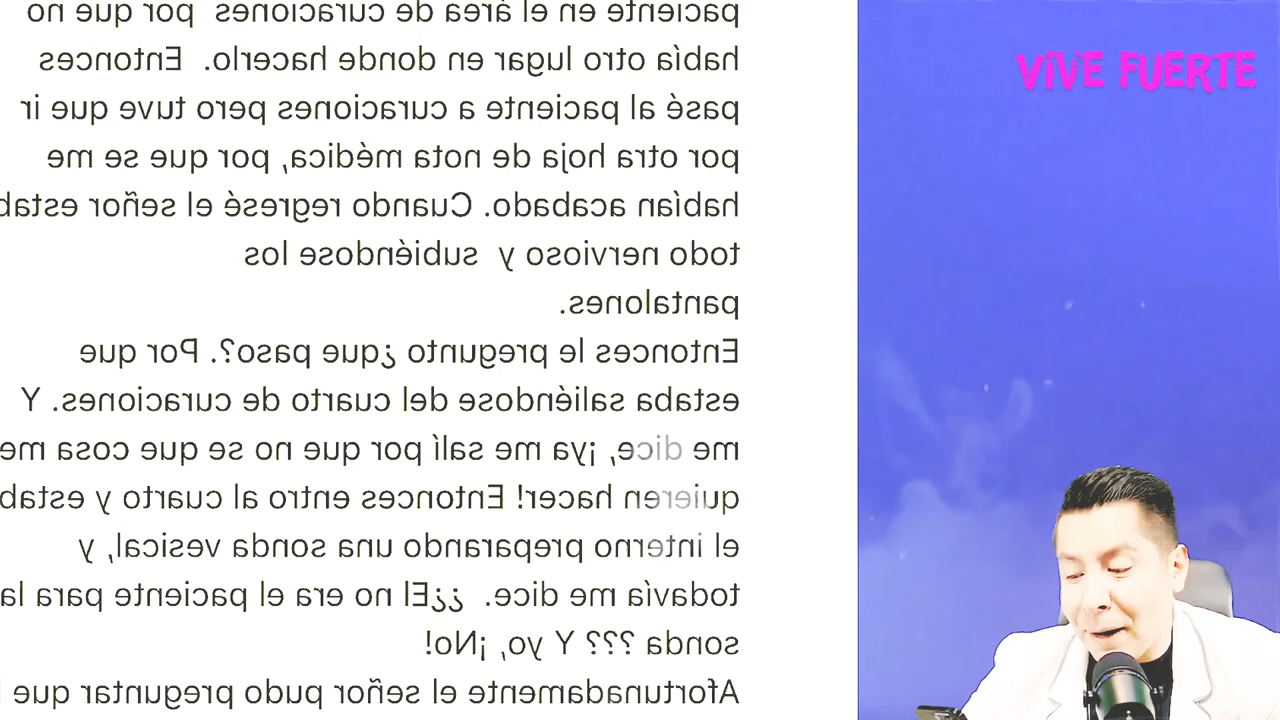 paciente en el área de curaciones por que no
había otro lugar en donde hacerlo. Entonces
pasé al paciente a curaciones pero tuve que ir
por otra hoja de nota médica, por que se me
habían acabado. Cuando regresé el señor estab
todo nervioso y subiéndose los
pantalones.
Entonces le pregunto ¿que paso?. Por que
estaba saliéndose del cuarto de curaciones. Y
me dice, ¡ya me salí por que no se que cosa me
quieren hacer! Entonces entro al cuarto y estab
el interno preparando una sonda vesical, y
todavía me dice. ¿¿El no era el paciente para la
sonda ??? Y yo, ¡No!
Afortunadamente el señor pudo preguntar que
VIVE FUERTE